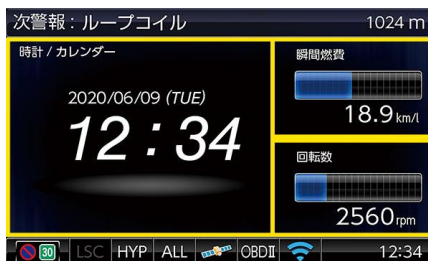 次警報：ループコイル 1024 m
時計 / カレンダー
2020/06/09 (TUE)
12：34
瞬間燃費
18.9 km/l
回転数
2560 rpm
30 LSC HYP ALL OBDⅡ 12:34